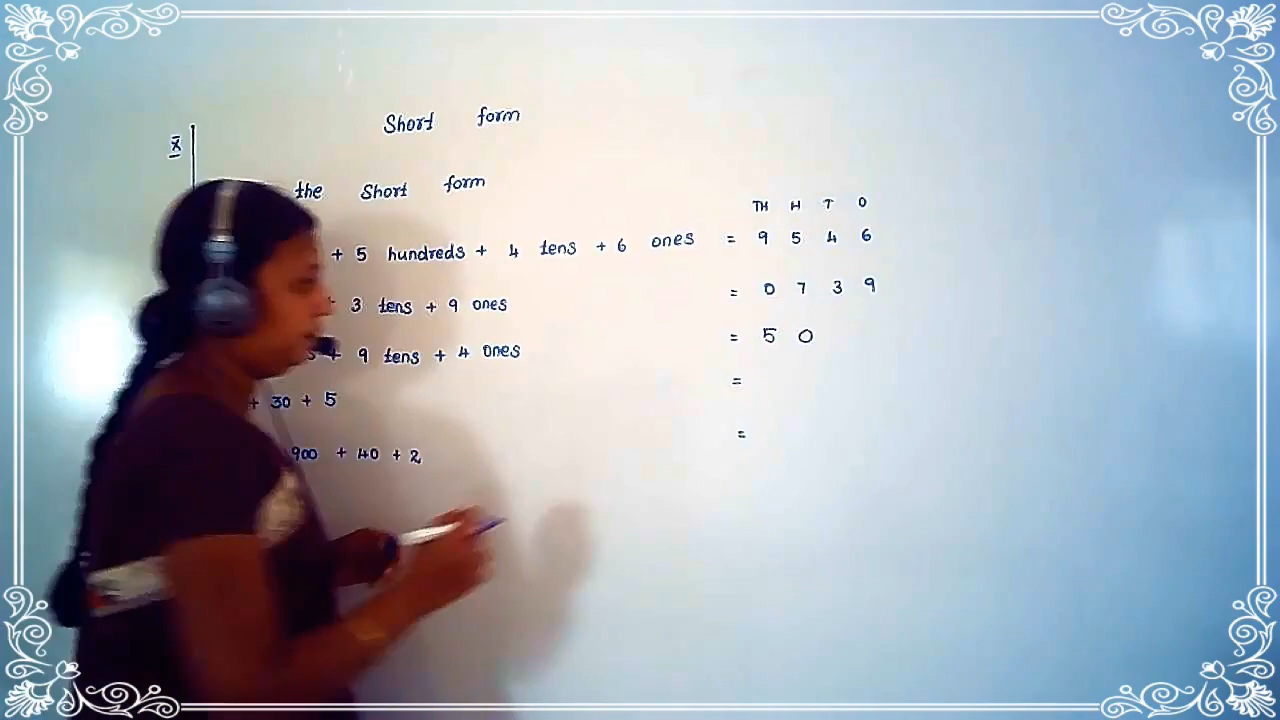 Short form
the Short form
TH H T O
+ 5 hundreds + 4 tens + 6 ones = 9 5 4 6
+ 3 tens + 9 ones = 0 7 3 9
s + 9 tens + 4 ones = 5 0
+ 30 + 5 =
900 + 40 + 2 =